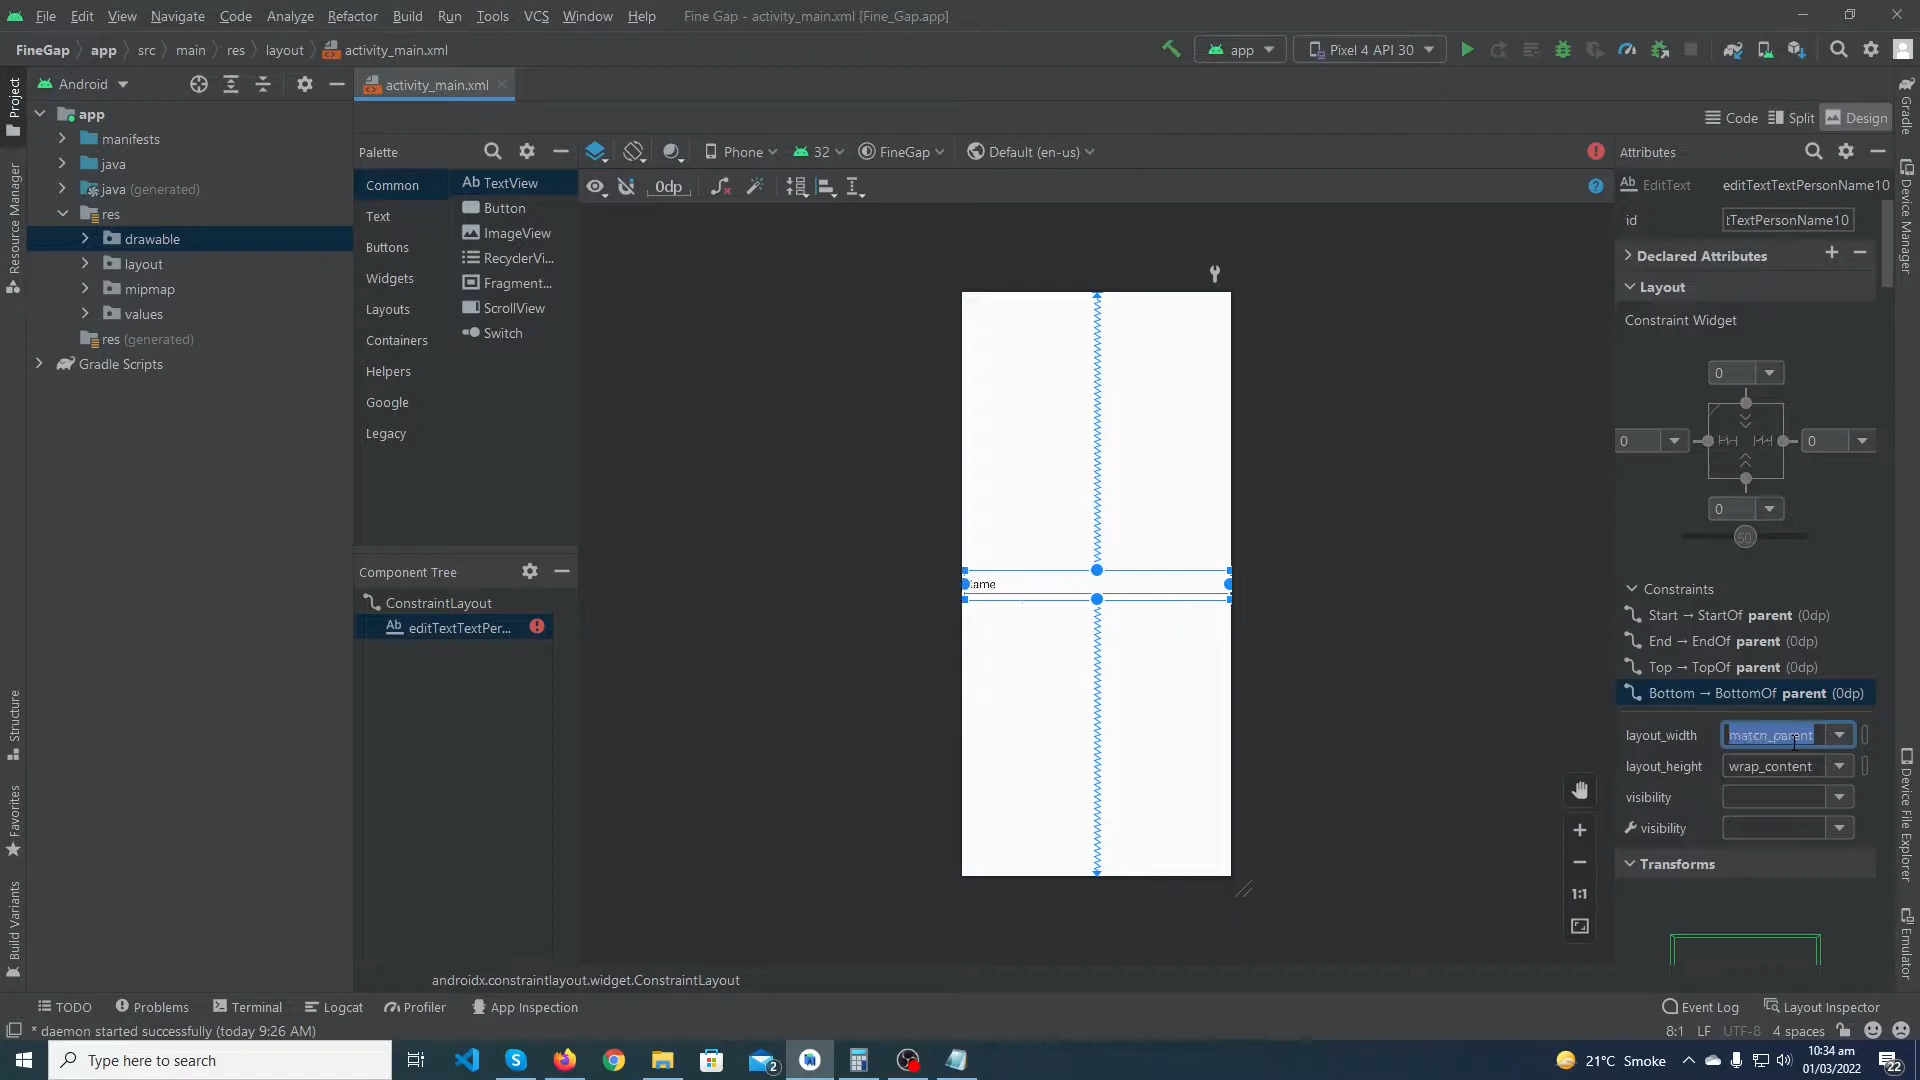 File Edit View Navigate Code Analyze Refactor Build Run Tools VCS Window Help Fine Gap - activity_main.xml [Fine_Gap.app]
FineGap app src main res layout activity_main.xml app Pixel 4 API 30
Project
Android
activity_main.xml
app
manifests
java
java (generated)
res
drawable
layout
mipmap
values
res (generated)
Gradle Scripts
Resource Manager
Structure
Favorites
Build Variants
Code Split Design
Palette
Common
Text
Buttons
Widgets
Layouts
Containers
Helpers
Google
Legacy
Ab TextView
Button
ImageView
RecyclerVi...
Fragment...
ScrollView
Switch
Phone 32 FineGap Default (en-us)
0dp
Component Tree
ConstraintLayout
Ab editTextTextPer...
ame
1:1
Attributes
Ab EditText editTextTextPersonName10
id tTextPersonName10
Declared Attributes
Layout
Constraint Widget
0
0 0
0
50
Constraints
Start → StartOf parent (0dp)
End → EndOf parent (0dp)
Top → TopOf parent (0dp)
Bottom → BottomOf parent (0dp)
layout_width match_parent
layout_height wrap_content
visibility
visibility
Transforms
Gradle
Device Manager
Device File Explorer
Emulator
androidx.constraintlayout.widget.ConstraintLayout
TODO Problems Terminal Logcat Profiler App Inspection Event Log Layout Inspector
* daemon started successfully (today 9:26 AM) 8:1 LF UTF-8 4 spaces
Type here to search 2 21°C Smoke 10:34 am
01/03/2022 22